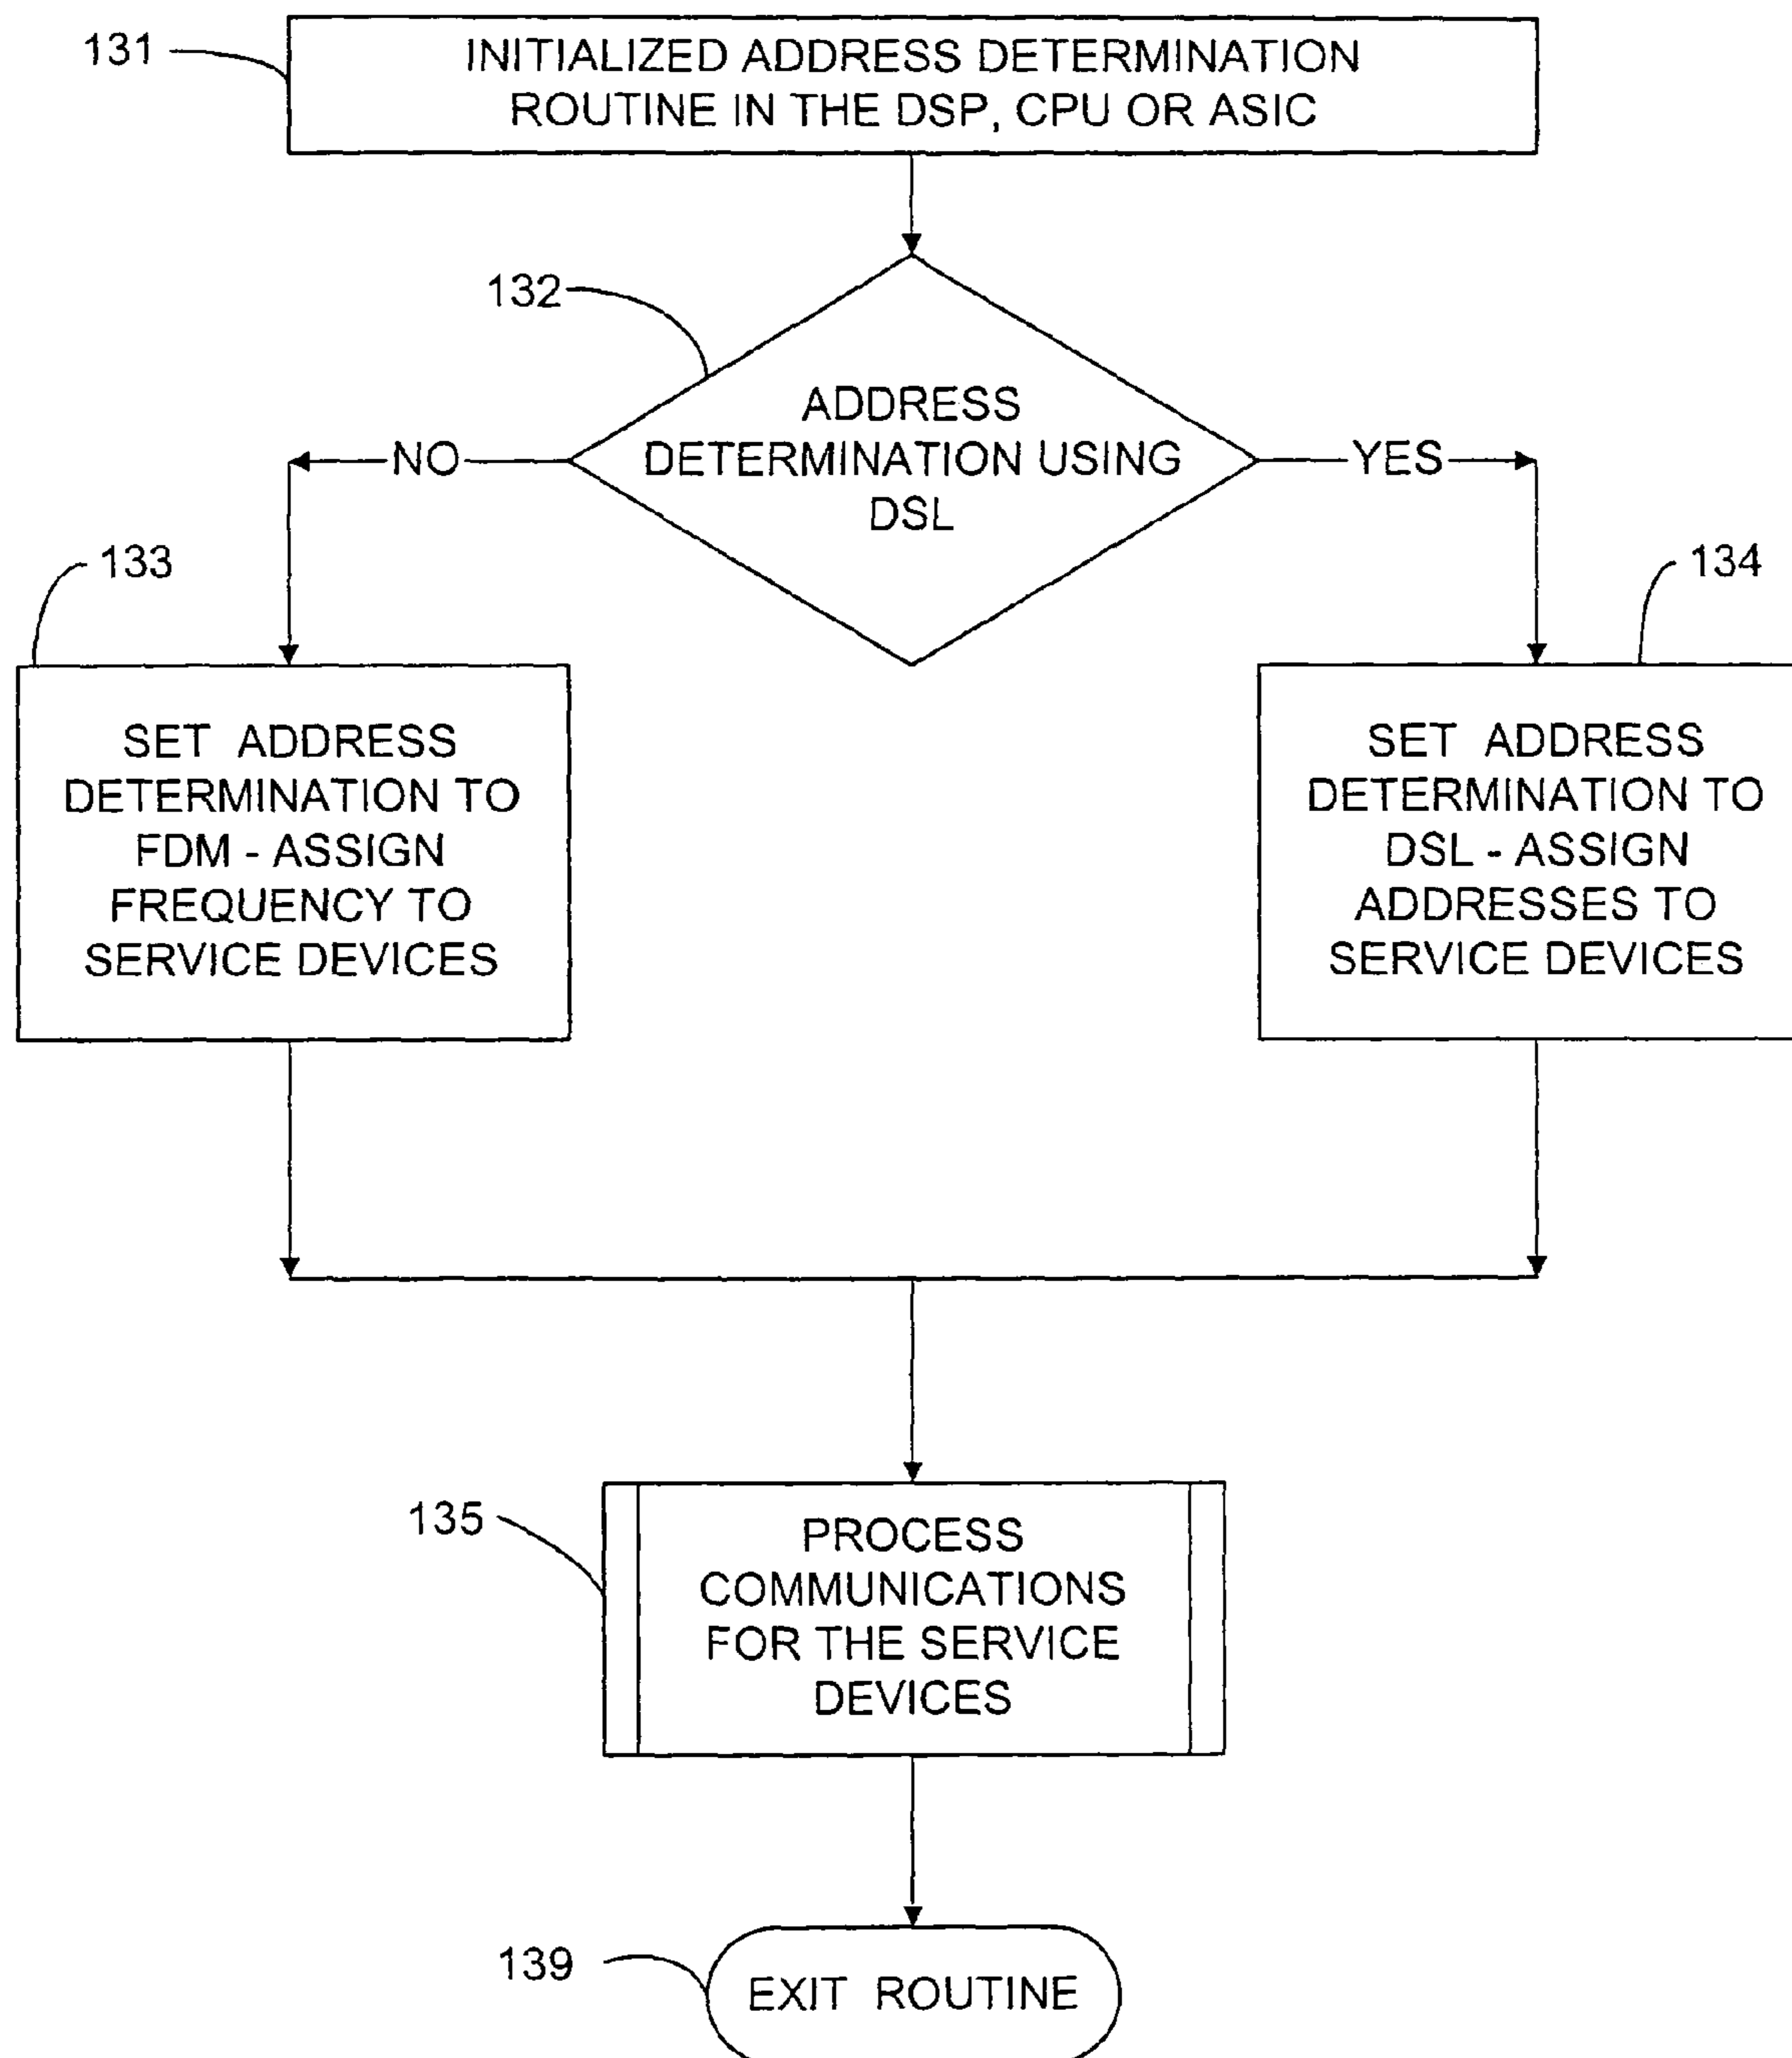 131
INITIALIZED ADDRESS DETERMINATION
ROUTINE IN THE DSP, CPU OR ASIC
132
ADDRESS
DETERMINATION USING
DSL
NO
YES
133
134
SET ADDRESS
DETERMINATION TO
FDM - ASSIGN
FREQUENCY TO
SERVICE DEVICES
SET ADDRESS
DETERMINATION TO
DSL - ASSIGN
ADDRESSES TO
SERVICE DEVICES
135
PROCESS
COMMUNICATIONS
FOR THE SERVICE
DEVICES
139
EXIT ROUTINE